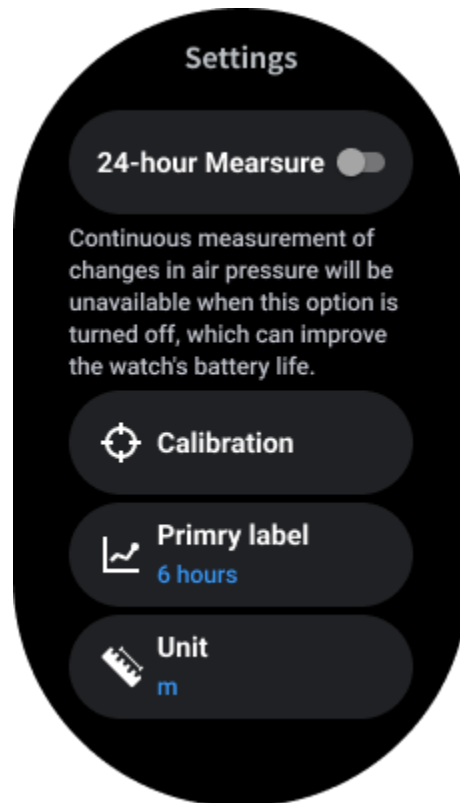 Settings
24-hour Mearsure
Continuous measurement of
changes in air pressure will be
unavailable when this option is
turned off, which can improve
the watch's battery life.
Calibration
Primry label
6 hours
Unit
m